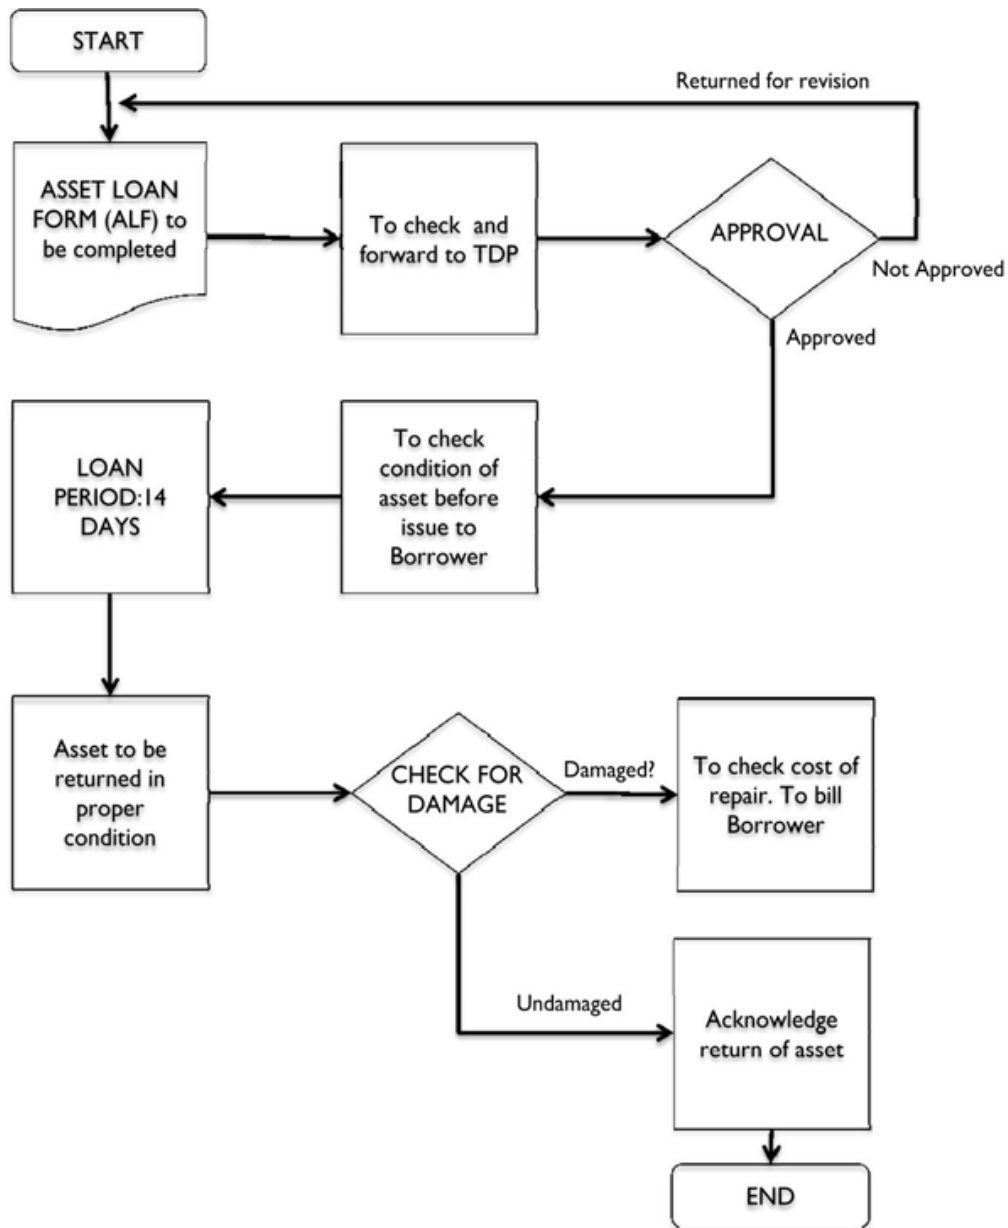 START
Returned for revision
ASSET LOAN
FORM (ALF) to
be completed
To check and
forward to TDP
APPROVAL
Not Approved
Approved
To check
condition of
asset before
issue to
Borrower
LOAN
PERIOD:14
DAYS
Asset to be
returned in
proper
condition
CHECK FOR
DAMAGE
Damaged?
To check cost of
repair. To bill
Borrower
Undamaged
Acknowledge
return of asset
END